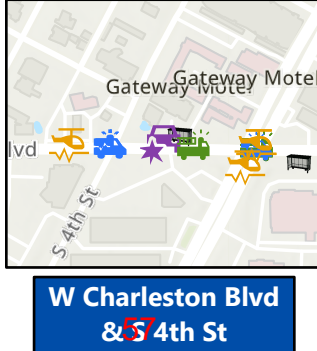 Gateway Motel
Gateway Motel
lvd
S 4th St
W Charleston Blvd
& S 4th St
57